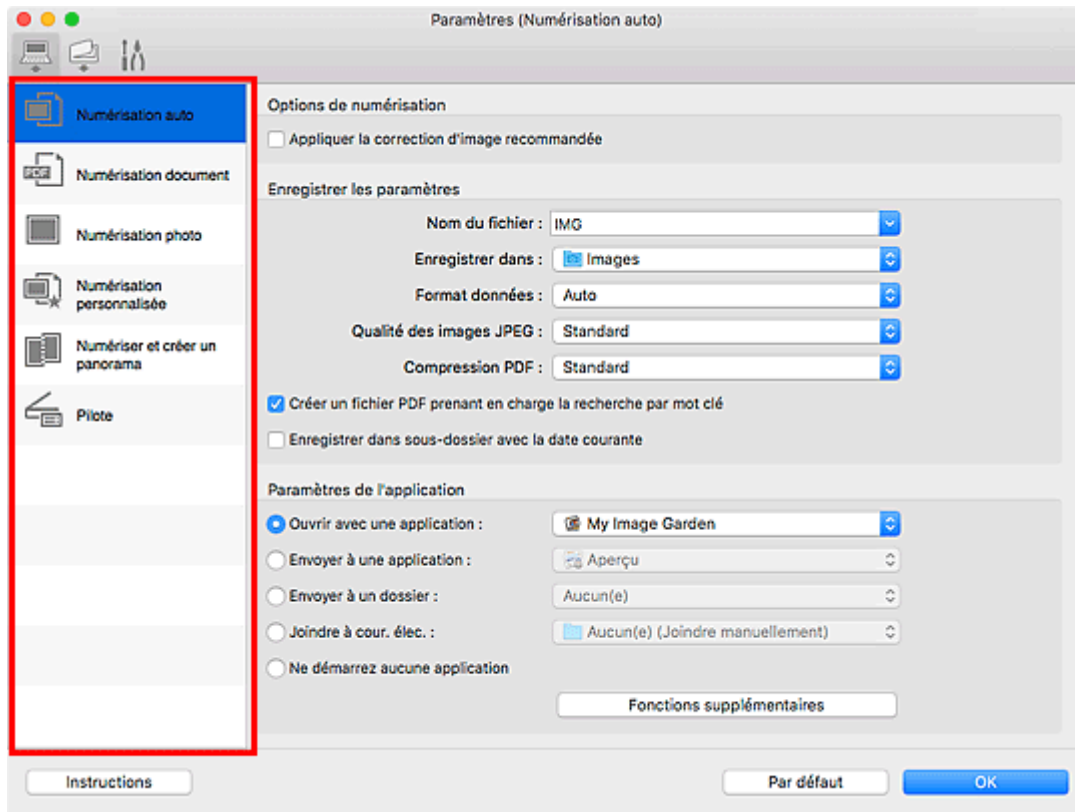 Paramètres (Numérisation auto)
Numérisation auto
PDF
Numérisation document
Numérisation photo
Numérisation
personnalisée
Numériser et créer un
panorama
Pilote
Options de numérisation
Appliquer la correction d'image recommandée
Enregistrer les paramètres
Nom du fichier : IMG
Enregistrer dans : Images
Format données : Auto
Qualité des images JPEG : Standard
Compression PDF : Standard
Créer un fichier PDF prenant en charge la recherche par mot clé
Enregistrer dans sous-dossier avec la date courante
Paramètres de l'application
Ouvrir avec une application : My Image Garden
Envoyer à une application : Aperçu
Envoyer à un dossier : Aucun(e)
Joindre à cour. élec. : Aucun(e) (Joindre manuellement)
Ne démarrez aucune application
Fonctions supplémentaires
Instructions
Par défaut
OK